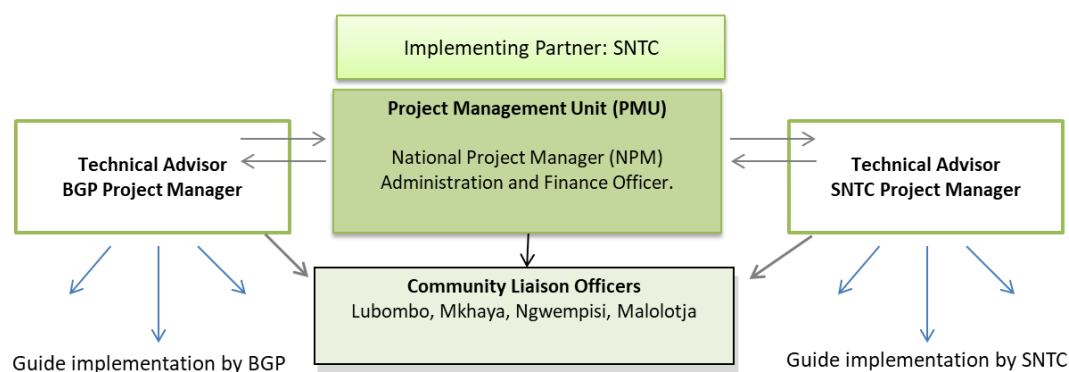 Implementing Partner: SNTC
Project Management Unit (PMU)
National Project Manager (NPM)
Administration and Finance Officer.
Technical Advisor
BGP Project Manager
Technical Advisor
SNTC Project Manager
Community Liaison Officers
Lubombo, Mkhaya, Ngwempisi, Malolotja
Guide implementation by BGP
Guide implementation by SNTC